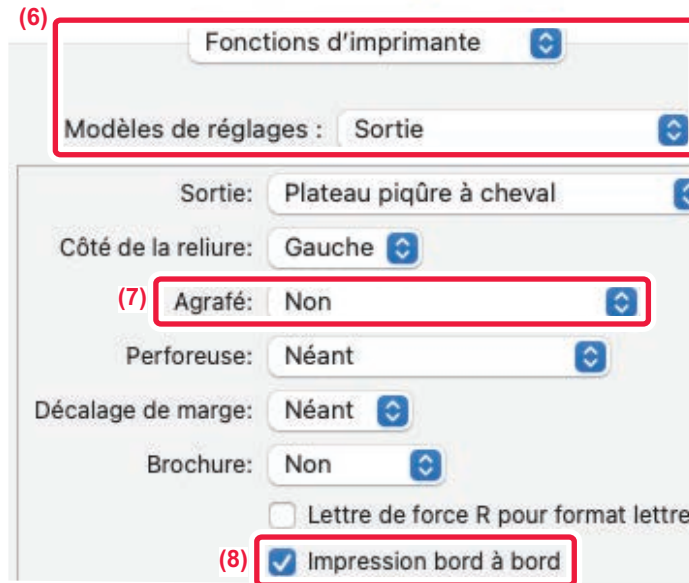 (6)
Fonctions d'imprimante
Modèles de réglages : Sortie
Sortie: Plateau piqûre à cheval
Côté de la reliure: Gauche
(7) Agrafé: Non
Perforeuse: Néant
Décalage de marge: Néant
Brochure: Non
Lettre de force R pour format lettre
(8) Impression bord à bord